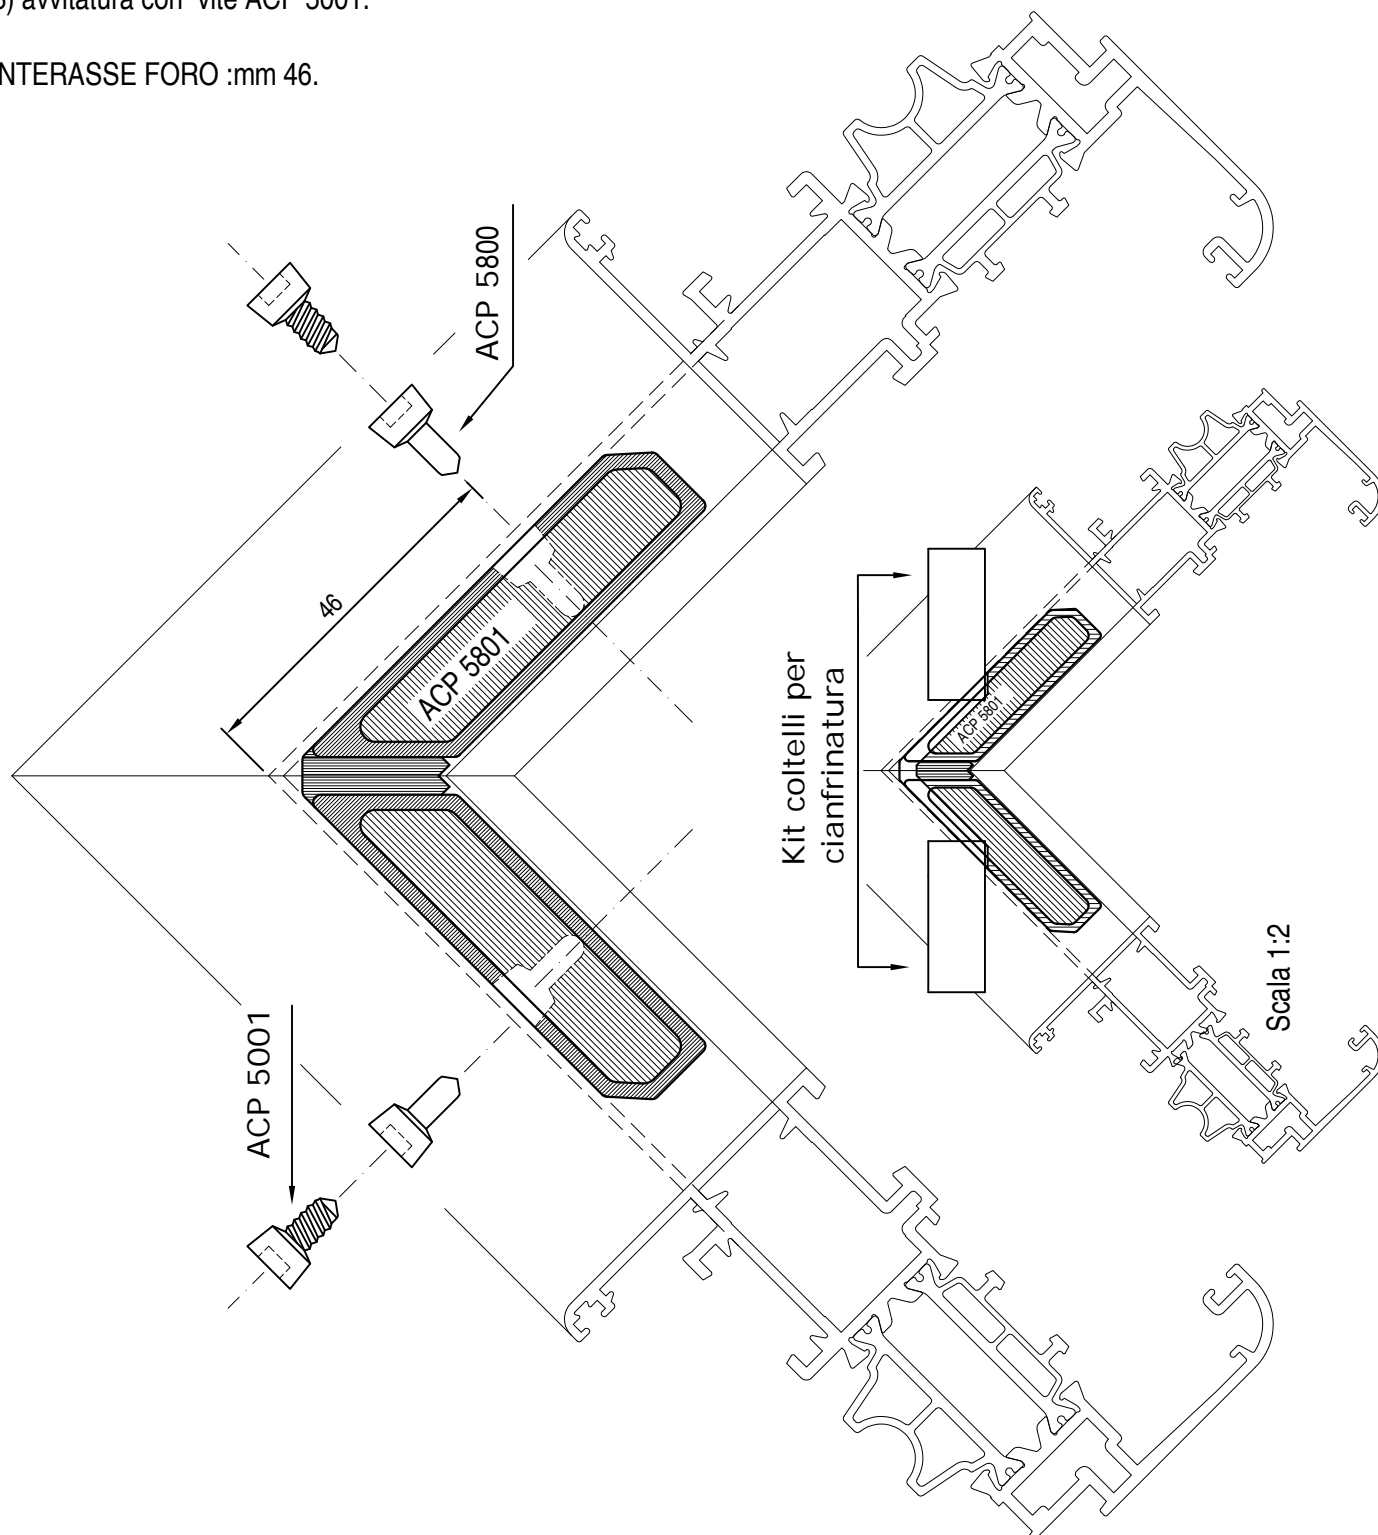 ) avvitatura con vite ACP 5001.
NTERASSE FORO :mm 46.
ACP 5800
46
ACP 5801
ACP 5001
Kit coltelli per
cianfrinatura
ACP 5801
Scala 1:2